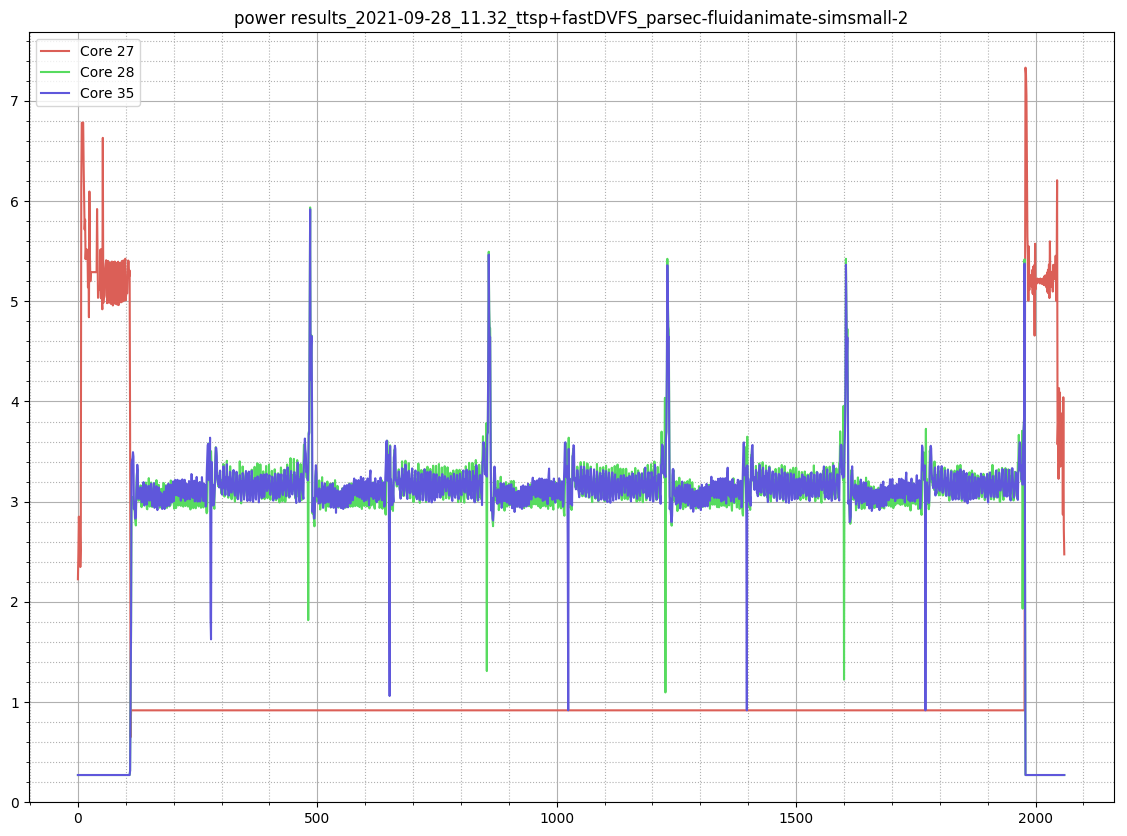 power results_2021-09-28_11.32_ttsp+fastDVFS_parsec-fluidanimate-simsmall-2
Core 27
Core 28
Core 35
7
6
5
4
3
2
1
0
0 500 1000 1500 2000